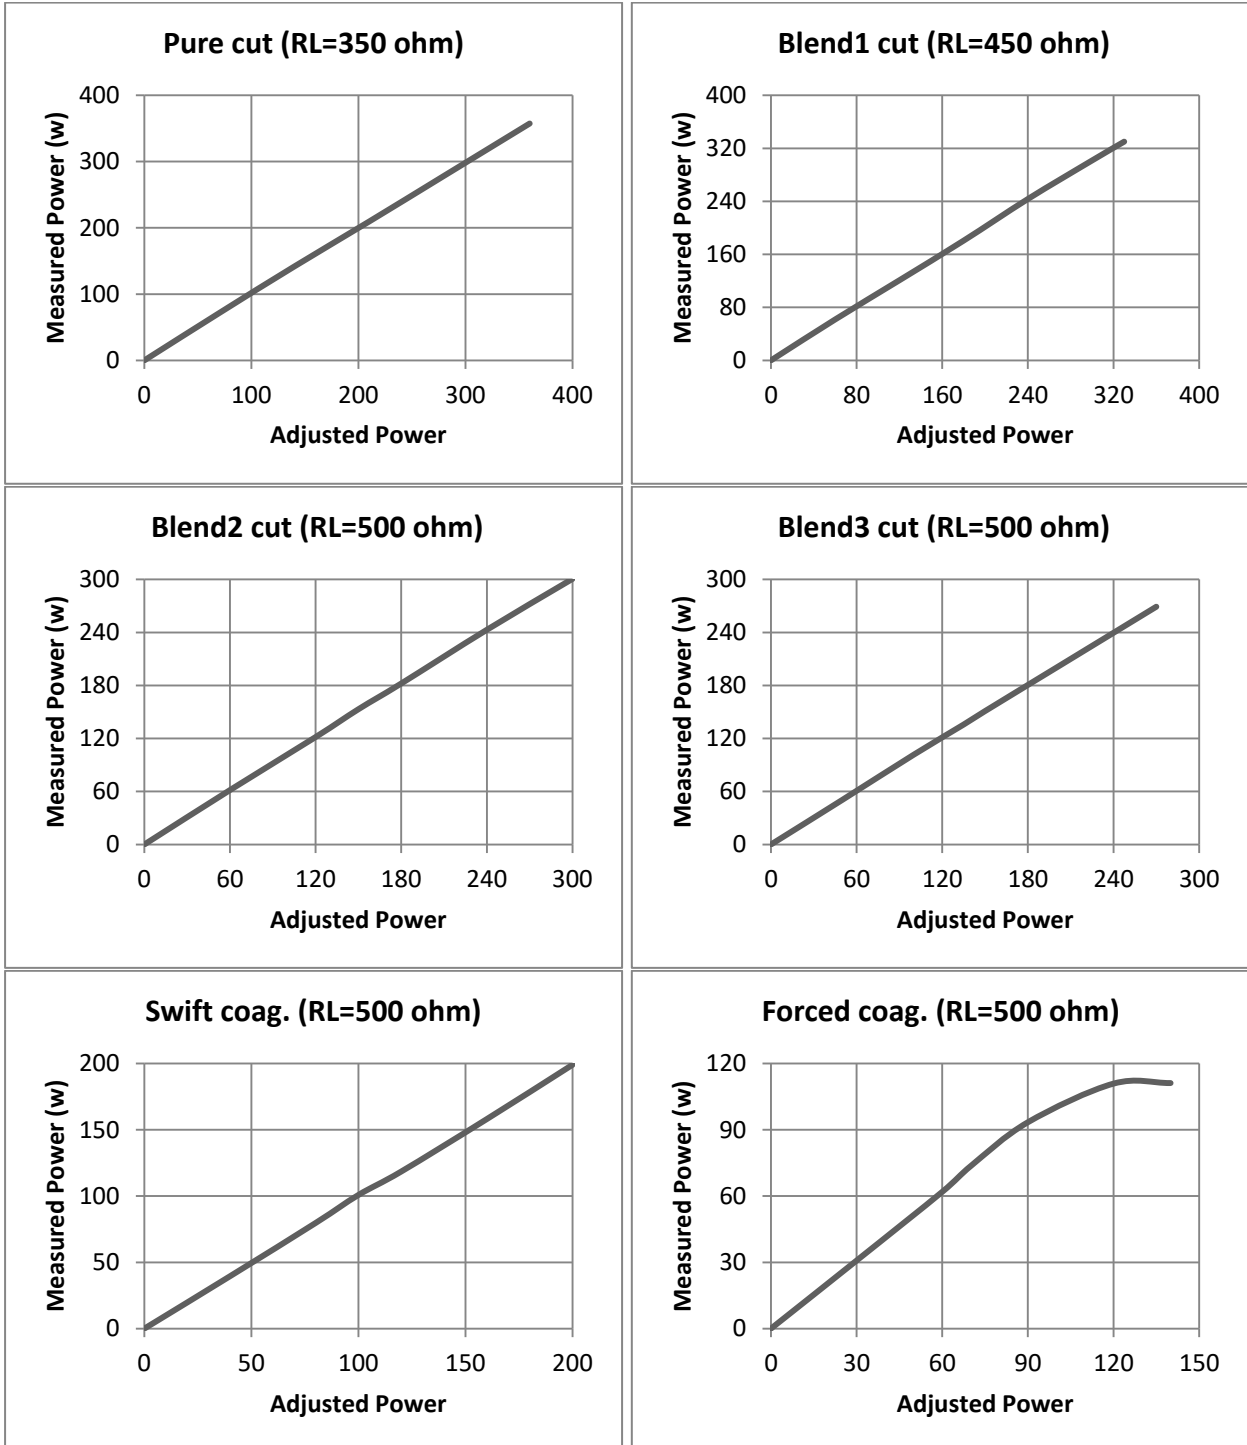 Pure cut (RL=350 ohm)
Measured Power (w)
400
300
200
100
0
0 100 200 300 400
Adjusted Power
Blend1 cut (RL=450 ohm)
Measured Power (w)
400
320
240
160
80
0
0 80 160 240 320 400
Adjusted Power
Blend2 cut (RL=500 ohm)
Measured Power (w)
300
240
180
120
60
0
0 60 120 180 240 300
Adjusted Power
Blend3 cut (RL=500 ohm)
Measured Power (w)
300
240
180
120
60
0
0 60 120 180 240 300
Adjusted Power
Swift coag. (RL=500 ohm)
Measured Power (w)
200
150
100
50
0
0 50 100 150 200
Adjusted Power
Forced coag. (RL=500 ohm)
Measured Power (w)
120
90
60
30
0
0 30 60 90 120 150
Adjusted Power